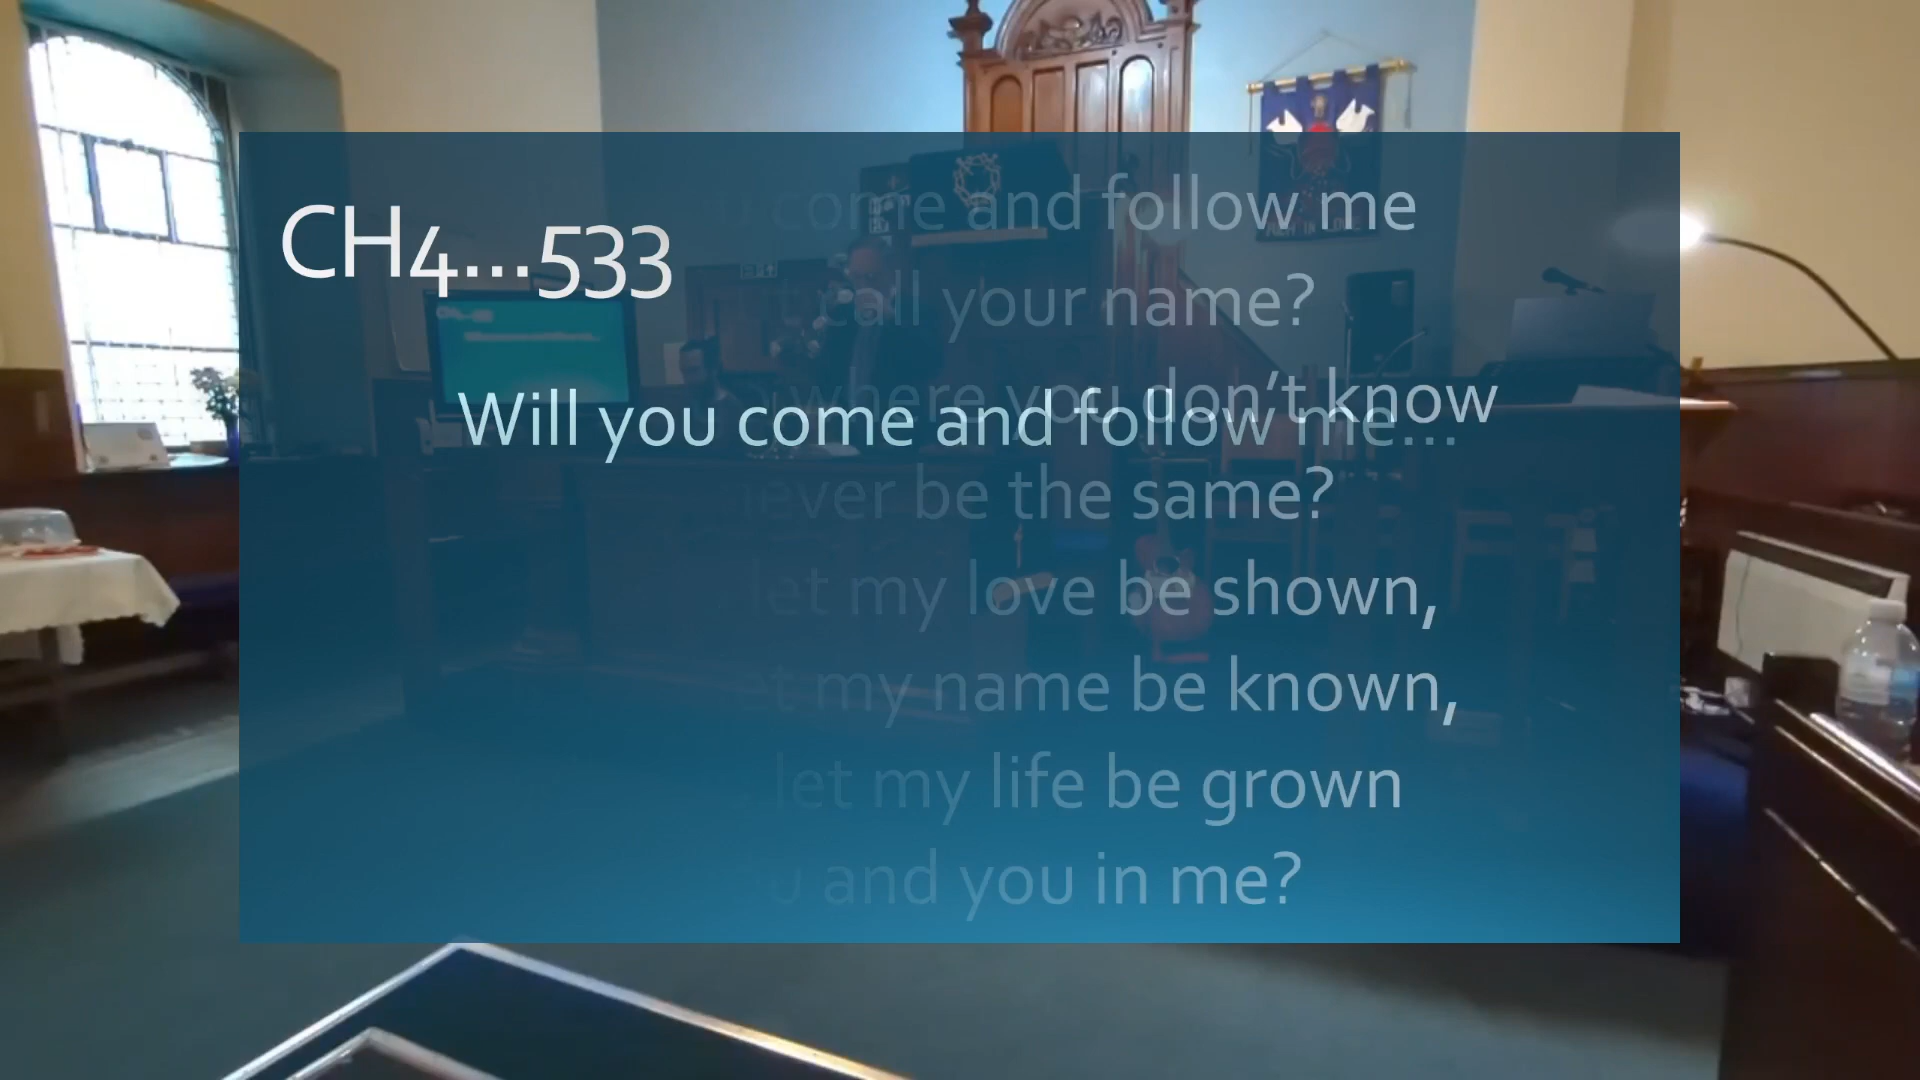 CH4...533
Will you come and follow me...
come and follow me
call your name?
where you don't know
never be the same?
let my love be shown,
my name be known,
let my life be grown
and you in me?